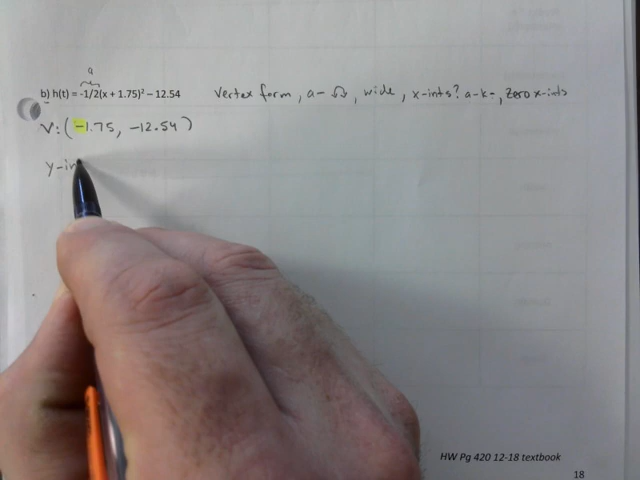 a
b) h(t) = -1/2(x + 1.75)² – 12.54 Vertex form, a- , wide, x-ints? a-k-, zero x-ints
V: (-1.75, -12.54)
y-in
HW Pg 420 12-18 textbook
18